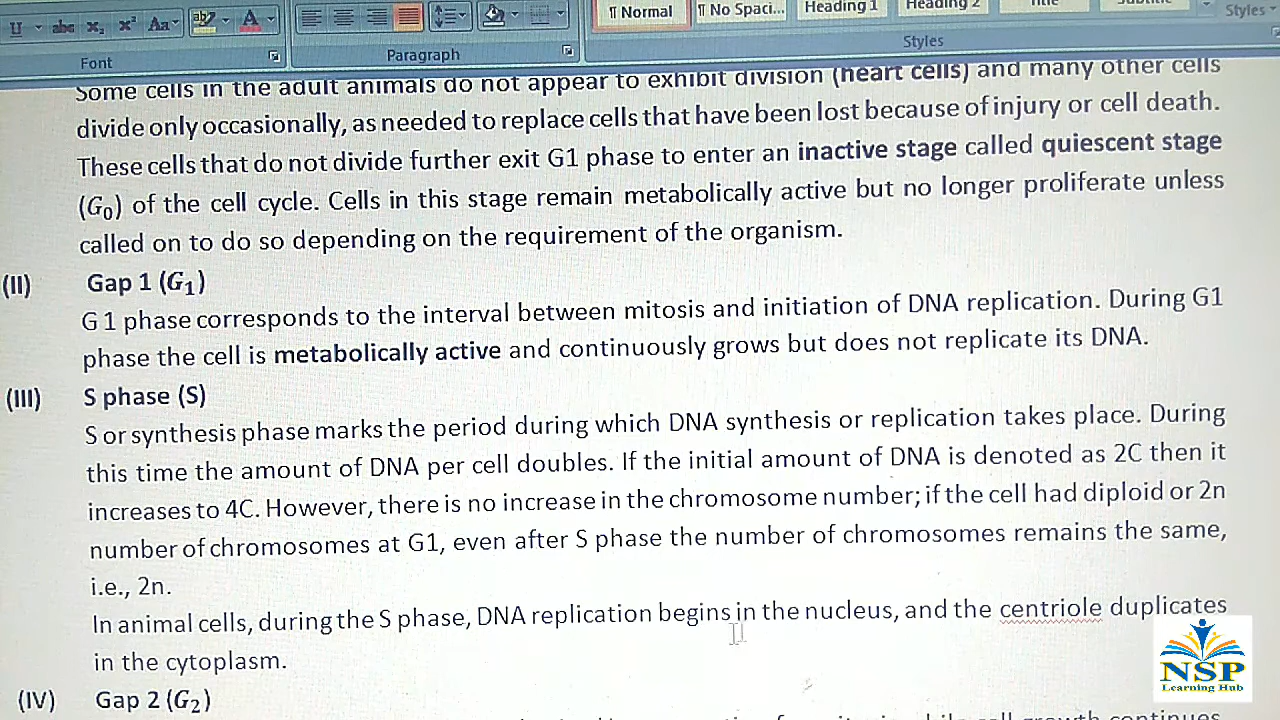 U abc X₂ X² Aa ab A
¶ Normal ¶ No Spaci... Heading 1 Heading 2 Title Subtitle
Styles
Font Paragraph Styles
Some cells in the adult animals do not appear to exhibit division (heart cells) and many other cells
divide only occasionally, as needed to replace cells that have been lost because of injury or cell death.
These cells that do not divide further exit G1 phase to enter an inactive stage called quiescent stage
(G₀) of the cell cycle. Cells in this stage remain metabolically active but no longer proliferate unless
called on to do so depending on the requirement of the organism.
(II) Gap 1 (G₁)
G 1 phase corresponds to the interval between mitosis and initiation of DNA replication. During G1
phase the cell is metabolically active and continuously grows but does not replicate its DNA.
(III) S phase (S)
S or synthesis phase marks the period during which DNA synthesis or replication takes place. During
this time the amount of DNA per cell doubles. If the initial amount of DNA is denoted as 2C then it
increases to 4C. However, there is no increase in the chromosome number; if the cell had diploid or 2n
number of chromosomes at G1, even after S phase the number of chromosomes remains the same,
i.e., 2n.
In animal cells, during the S phase, DNA replication begins in the nucleus, and the centriole duplicates
in the cytoplasm.
(IV) Gap 2 (G₂)
cell growth continues
NSP
Learning Hub